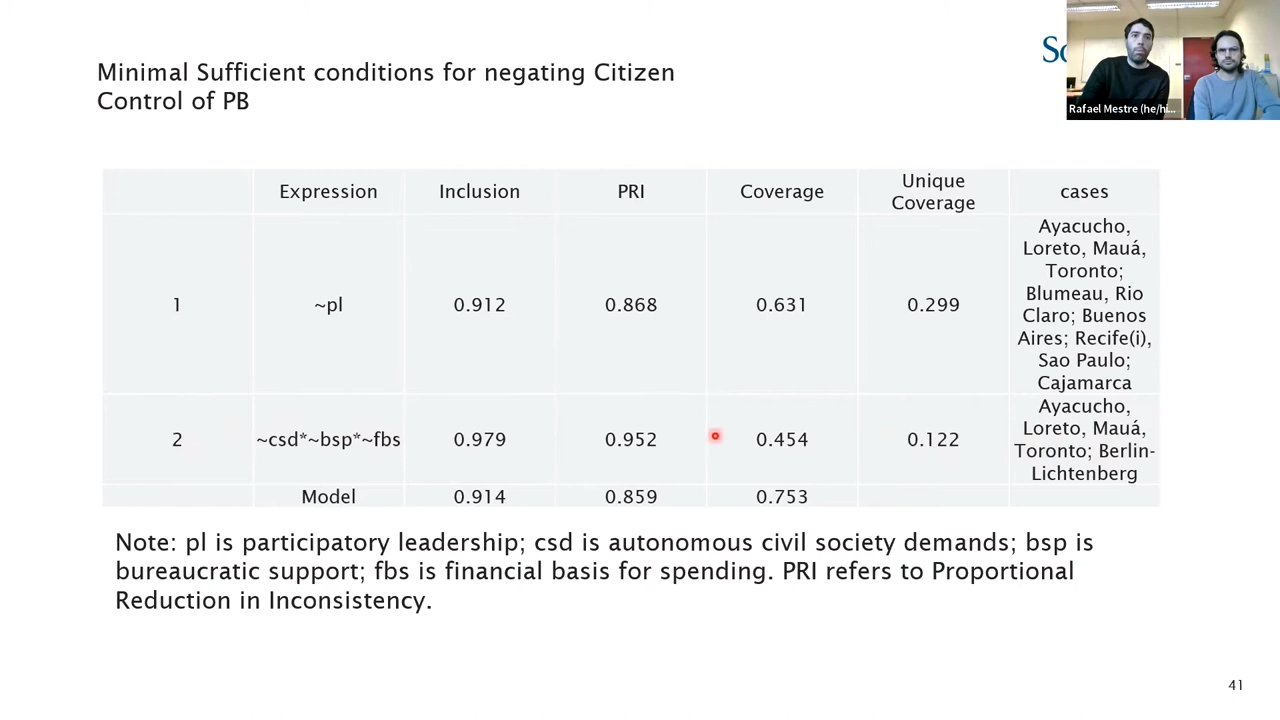 Minimal Sufficient conditions for negating Citizen
Control of PB
Rafael Mestre (he/hi...
Expression Inclusion PRI Coverage Unique Coverage cases
1 ~pl 0.912 0.868 0.631 0.299
Ayacucho,
Loreto, Mauá,
Toronto;
Blumeau, Rio
Claro; Buenos
Aires; Recife(i),
Sao Paulo;
Cajamarca
2 ~csd*~bsp*~fbs 0.979 0.952 0.454 0.122
Ayacucho,
Loreto, Mauá,
Toronto; Berlin-
Lichtenberg
Model 0.914 0.859 0.753
Note: pl is participatory leadership; csd is autonomous civil society demands; bsp is
bureaucratic support; fbs is financial basis for spending. PRI refers to Proportional
Reduction in Inconsistency.
41